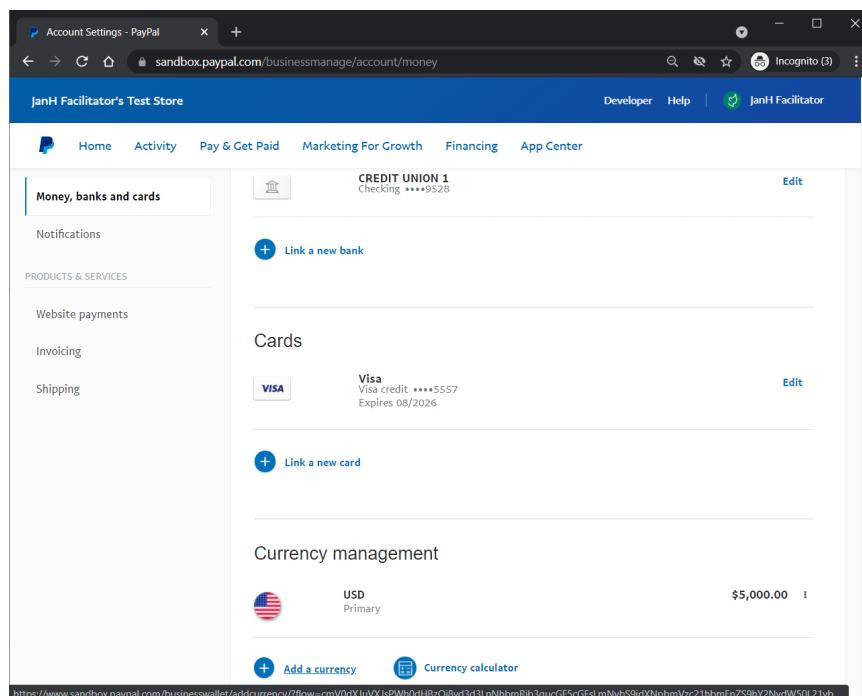 Account Settings - PayPal
sandbox.paypal.com/businessmanage/account/money
Incognito (3)
JanH Facilitator's Test Store
Developer Help JanH Facilitator
Home Activity Pay & Get Paid Marketing For Growth Financing App Center
Money, banks and cards
Notifications
PRODUCTS & SERVICES
Website payments
Invoicing
Shipping
CREDIT UNION 1
Checking ••••9528
Edit
Link a new bank
Cards
VISA
Visa
Visa credit ••••5557
Expires 08/2026
Edit
Link a new card
Currency management
USD
Primary
$5,000.00
Add a currency
Currency calculator